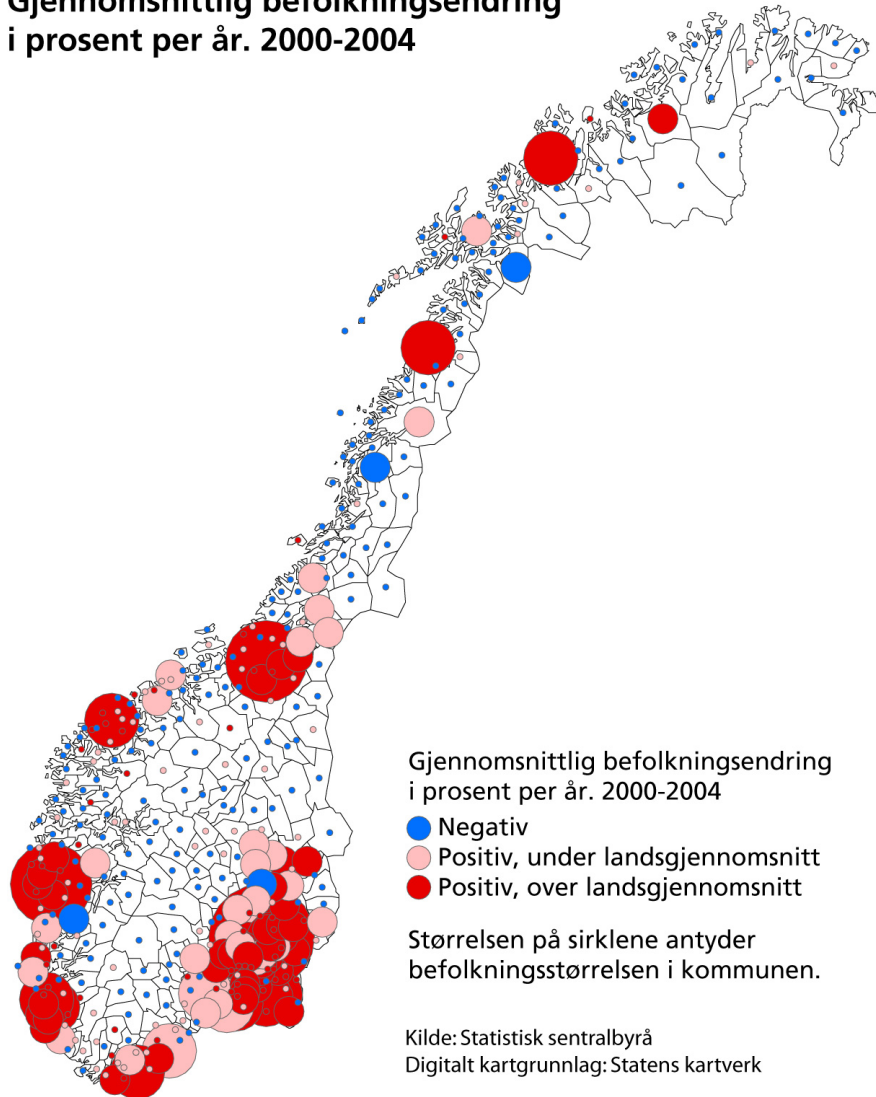 Gjennomsnittlig befolkningsendring
i prosent per år. 2000-2004
Gjennomsnittlig befolkningsendring
i prosent per år. 2000-2004
Negativ
Positiv, under landsgjennomsnitt
Positiv, over landsgjennomsnitt
Størrelsen på sirklene antyder
befolkningsstørrelsen i kommunen.
Kilde: Statistisk sentralbyrå
Digitalt kartgrunnlag: Statens kartverk